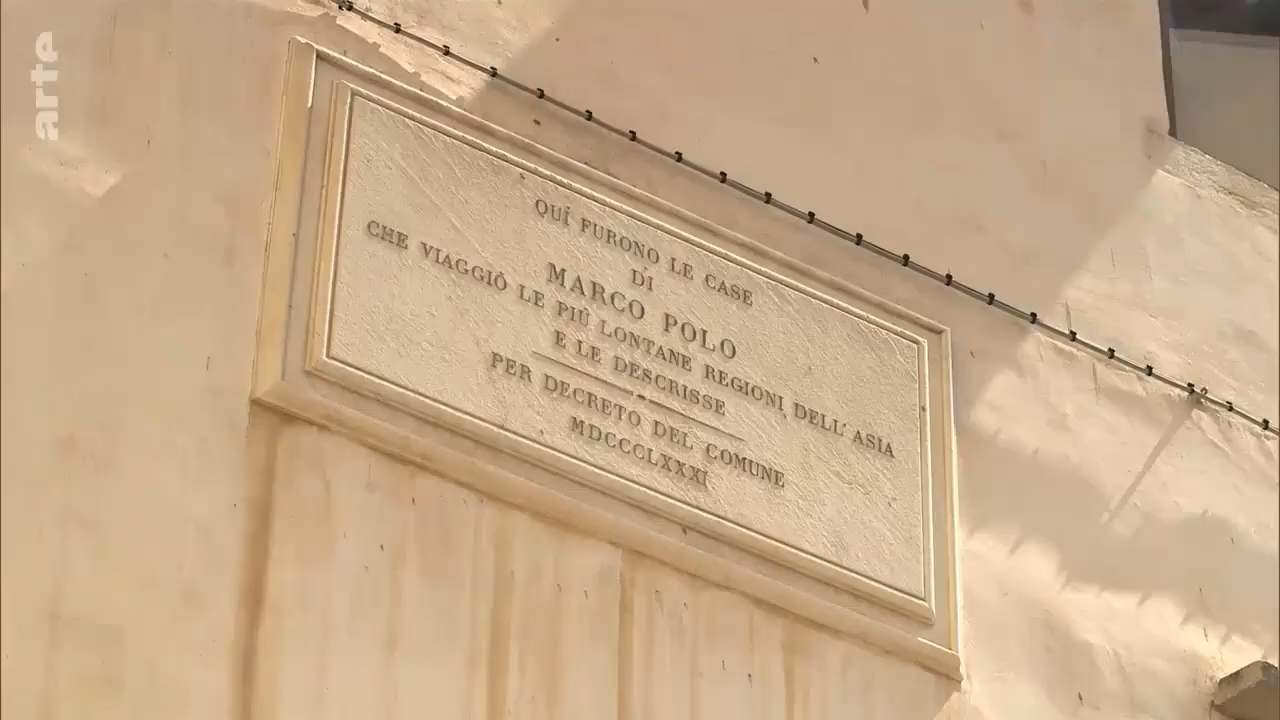 arte
QUÍ FURONO LE CASE
DI
MARCO POLO
CHE VIAGGIÒ LE PIÙ LONTANE REGIONI DELL' ASIA
E LE DESCRISSE
PER DECRETO DEL COMUNE
MDCCCLXXXI